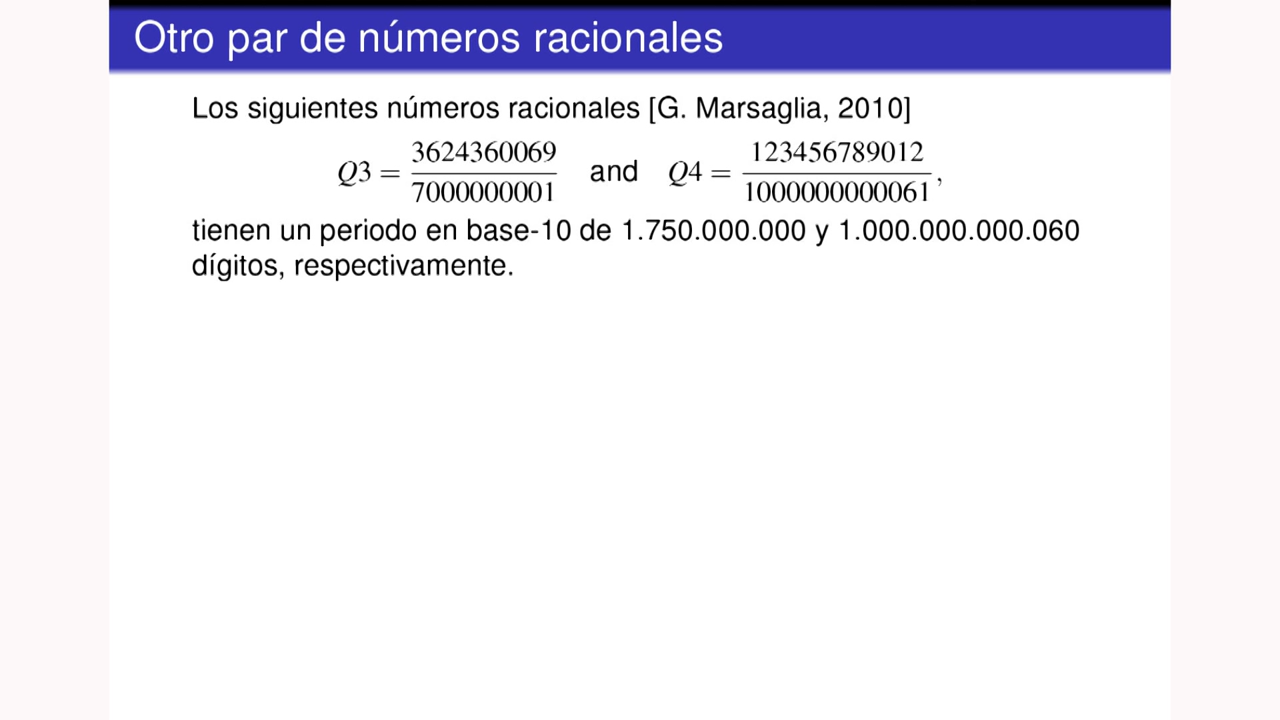 Otro par de números racionales
Los siguientes números racionales [G. Marsaglia, 2010]
Q3 = 3624360069 / 7000000001 and Q4 = 123456789012 / 1000000000061,
tienen un periodo en base-10 de 1.750.000.000 y 1.000.000.000.060
dígitos, respectivamente.